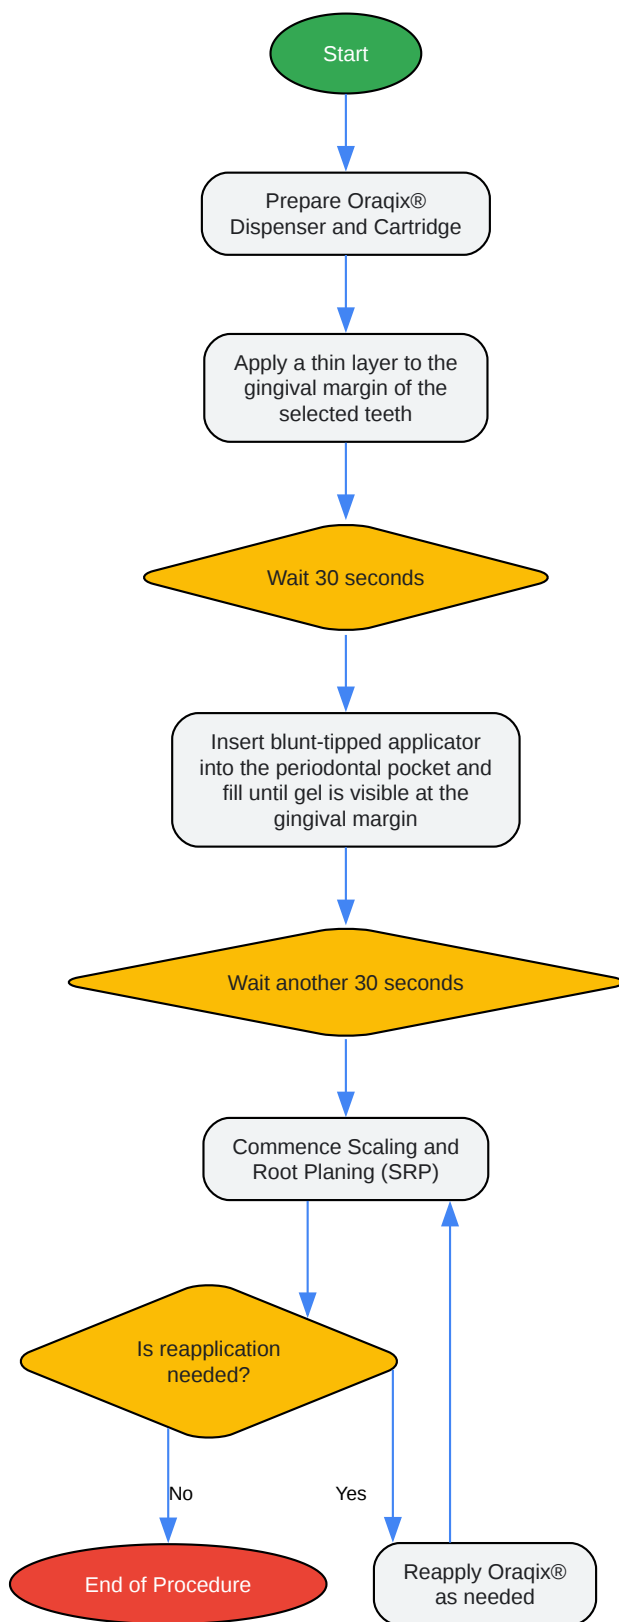 Start
Prepare Oraqix®
Dispenser and Cartridge
Apply a thin layer to the
gingival margin of the
selected teeth
Wait 30 seconds
Insert blunt-tipped applicator
into the periodontal pocket and
fill until gel is visible at the
gingival margin
Wait another 30 seconds
Commence Scaling and
Root Planing (SRP)
Is reapplication
needed?
No
Yes
End of Procedure
Reapply Oraqix®
as needed